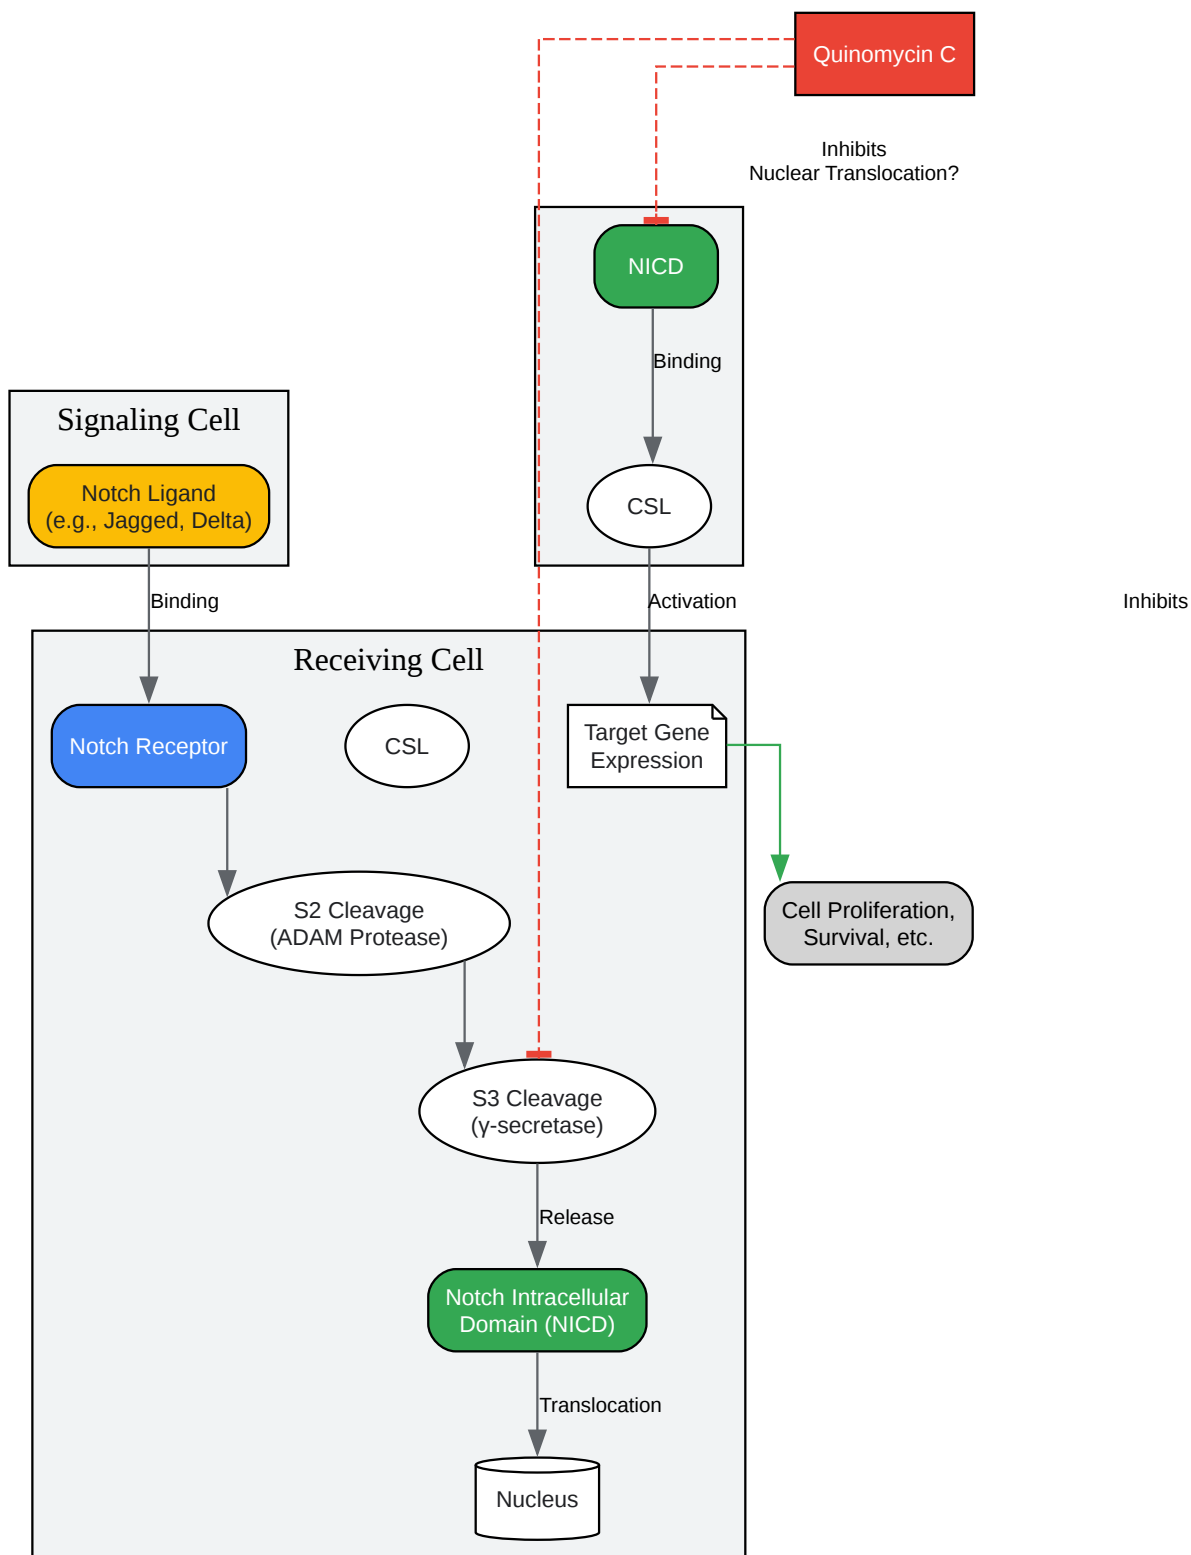 Quinomycin C
Inhibits
Nuclear Translocation?
NICD
Binding
Signaling Cell
Notch Ligand
(e.g., Jagged, Delta)
CSL
Binding
Activation
Inhibits
Receiving Cell
Notch Receptor
CSL
Target Gene
Expression
S2 Cleavage
(ADAM Protease)
Cell Proliferation,
Survival, etc.
S3 Cleavage
(γ-secretase)
Release
Notch Intracellular
Domain (NICD)
Translocation
Nucleus